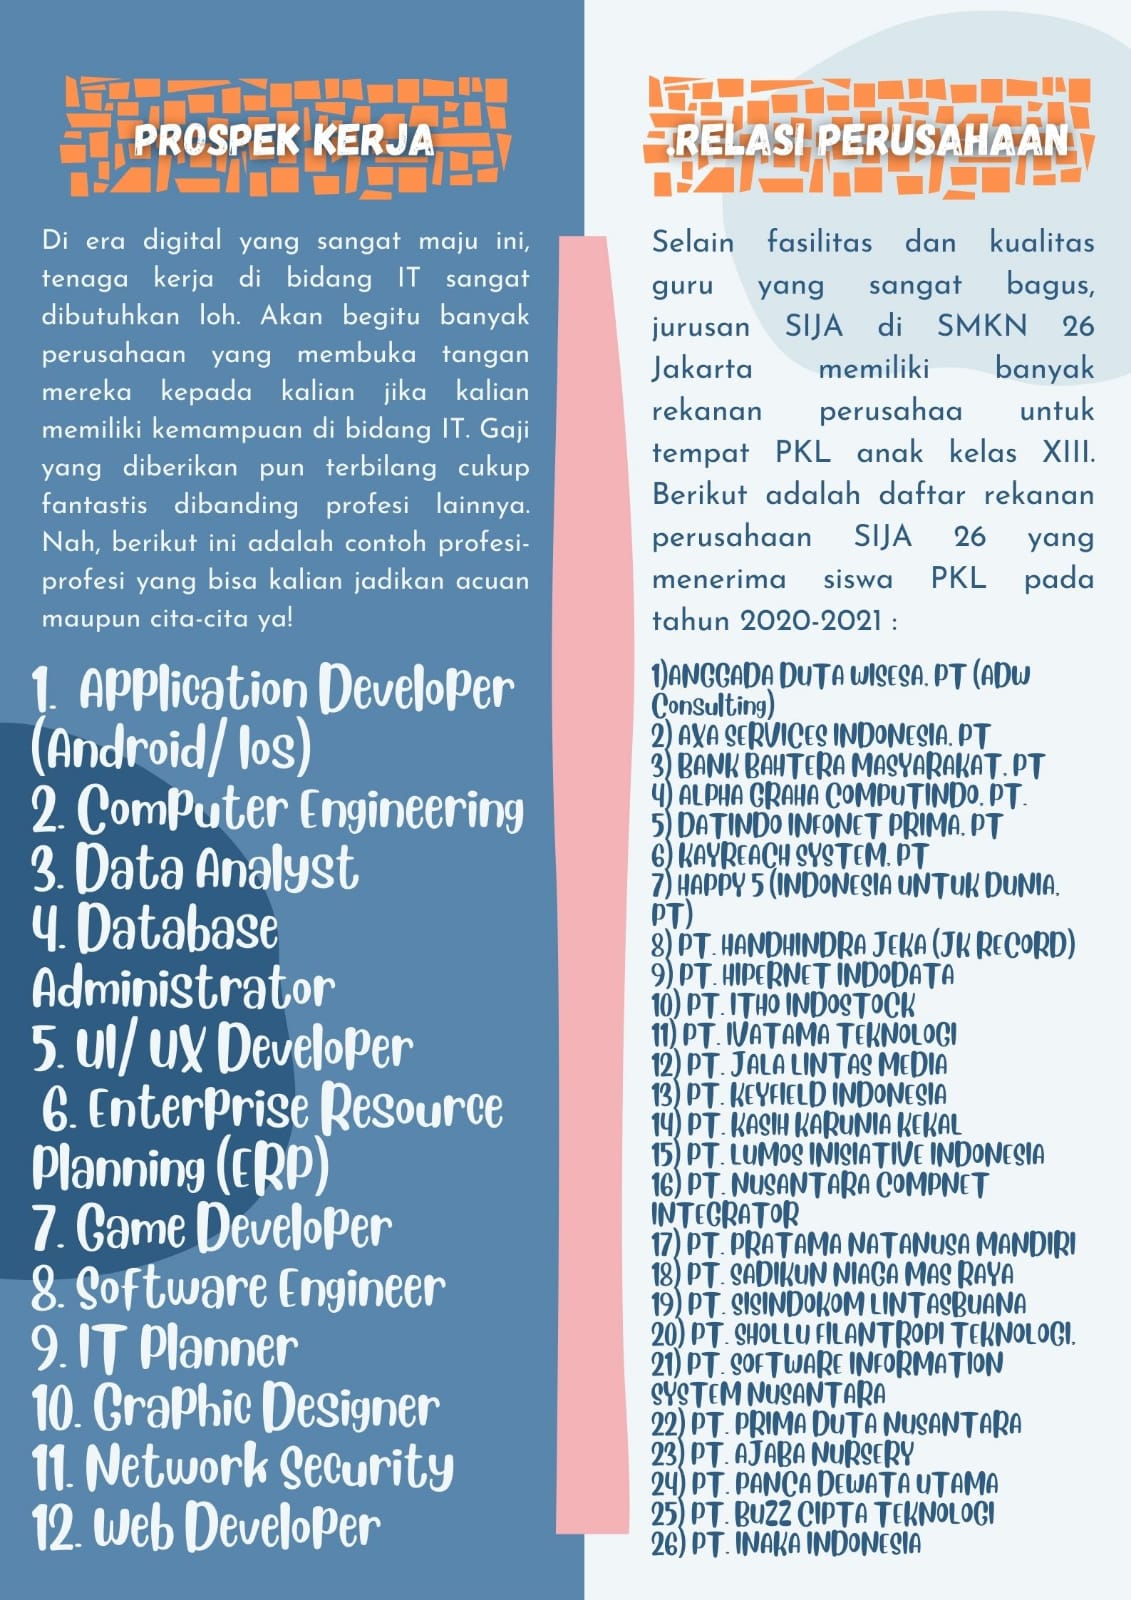 PROSPEK KERJA
Di era digital yang sangat maju ini,
tenaga kerja di bidang IT sangat
dibutuhkan loh. Akan begitu banyak
perusahaan yang membuka tangan
mereka kepada kalian jika kalian
memiliki kemampuan di bidang IT. Gaji
yang diberikan pun terbilang cukup
fantastis dibanding profesi lainnya.
Nah, berikut ini adalah contoh profesi-
profesi yang bisa kalian jadikan acuan
maupun cita-cita ya!
1. Application Developer
(Android/ Ios)
2. Computer Engineering
3. Data Analyst
4. Database
Administrator
5. UI/ UX Developer
6. Enterprise Resource
Planning (ERP)
7. Game Developer
8. Software Engineer
9. IT Planner
10. Graphic Designer
11. Network Security
12. Web Developer
.RELASI PERUSAHAAN
Selain fasilitas dan kualitas
guru yang sangat bagus,
jurusan SIJA di SMKN 26
Jakarta memiliki banyak
rekanan perusahaa untuk
tempat PKL anak kelas XIII.
Berikut adalah daftar rekanan
perusahaan SIJA 26 yang
menerima siswa PKL pada
tahun 2020-2021 :
1)ANGGADA DUTA WISESA, PT (ADW
Consulting)
2) AXA SERVICES INDONESIA, PT
3) BANK BAHTERA MASYARAKAT, PT
4) ALPHA GRAHA COMPUTINDO, PT.
5) DATINDO INFONET PRIMA, PT
6) KAYREACH SYSTEM, PT
7) HAPPY 5 (INDONESIA UNTUK DUNIA,
PT)
8) PT. HANDHINDRA JEKA (JK RECORD)
9) PT. HIPERNET INDODATA
10) PT. ITHO INDOSTOCK
11) PT. IVATAMA TEKNOLOGI
12) PT. JALA LINTAS MEDIA
13) PT. KEYFIELD INDONESIA
14) PT. KASIH KARUNIA KEKAL
15) PT. LUMOS INISIATIVE INDONESIA
16) PT. NUSANTARA COMPNET
INTEGRATOR
17) PT. PRATAMA NATANUSA MANDIRI
18) PT. SADIKUN NIAGA MAS RAYA
19) PT. SISINDOKOM LINTASBUANA
20) PT. SHOLLU FILANTROPI TEKNOLOGI,
21) PT. SOFTWARE INFORMATION
SYSTEM NUSANTARA
22) PT. PRIMA DUTA NUSANTARA
23) PT. AJABA NURSERY
24) PT. PANCA DEWATA UTAMA
25) PT. BUZZ CIPTA TEKNOLOGI
26) PT. INAKA INDONESIA